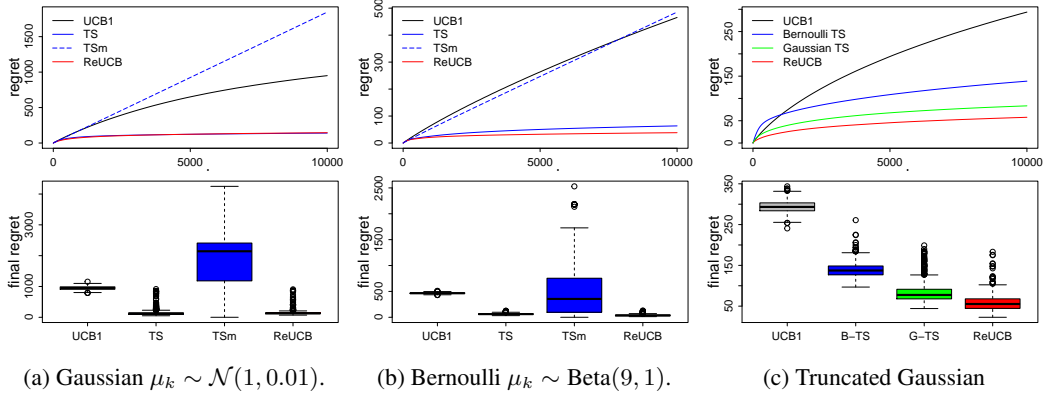 regret
0 500 1000 1500
UCB1
TS
TSm
ReUCB
0 5000 10000
regret
0 100 300 500
UCB1
TS
TSm
ReUCB
0 5000 10000
regret
0 50 150 250
UCB1
Bernoulli TS
Gaussian TS
ReUCB
0 5000 10000
final regret
0 1000 3000
UCB1 TS TSm ReUCB
final regret
0 500 1500 2500
UCB1 TS TSm ReUCB
final regret
50 150 250 350
UCB1 B−TS G−TS ReUCB
(a) Gaussian μk ∼ 𝒩(1, 0.01).
(b) Bernoulli μk ∼ Beta(9, 1).
(c) Truncated Gaussian